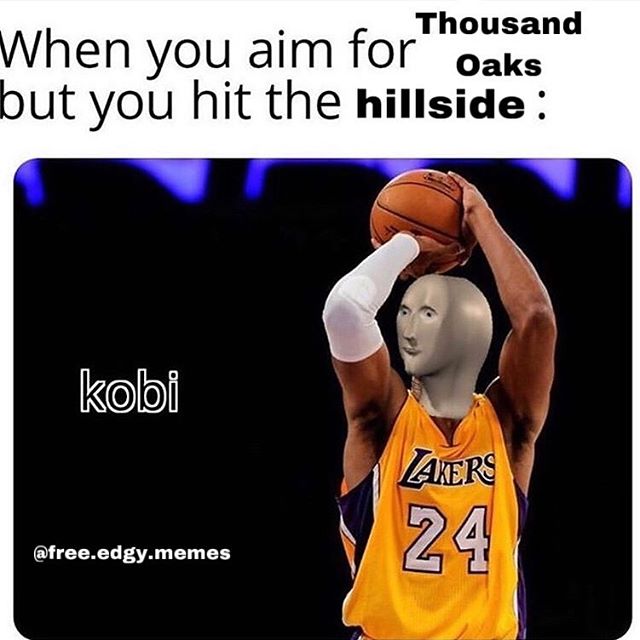 When you aim for Thousand Oaks
but you hit the hillside :
kobi
LAKERS
24
@free.edgy.memes